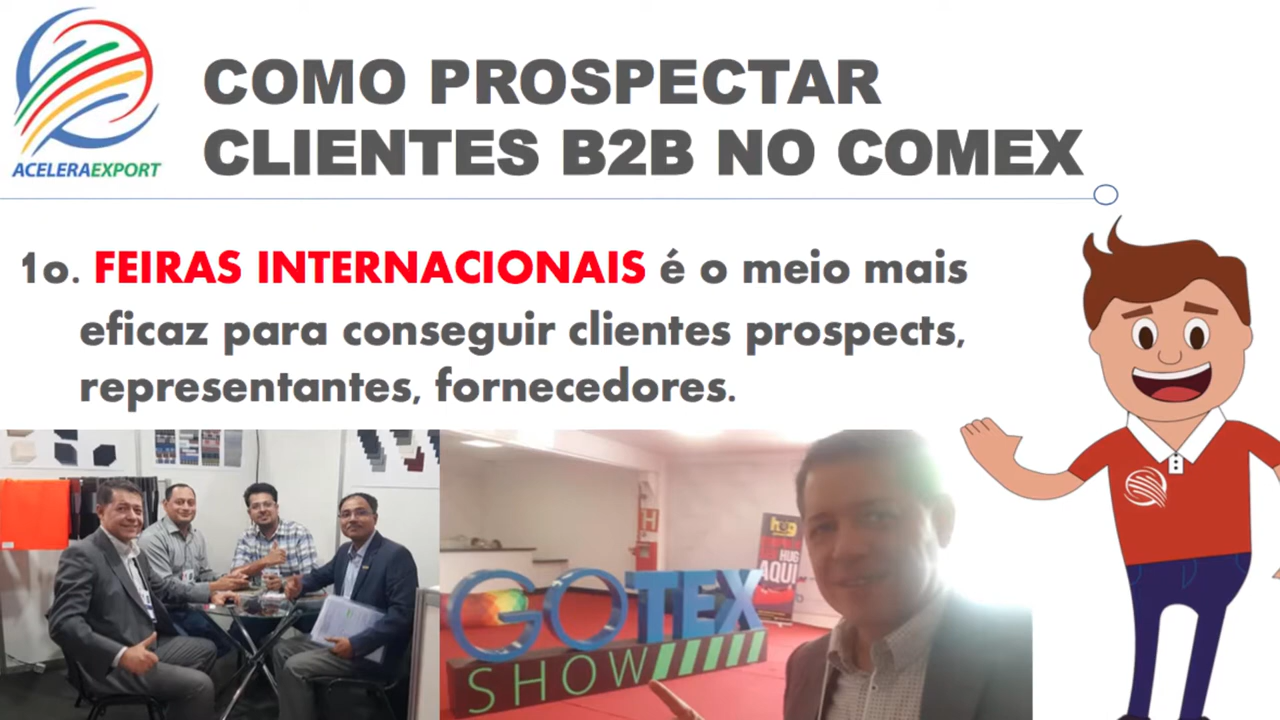 COMO PROSPECTAR
CLIENTES B2B NO COMEX
ACELERAEXPORT
1o. FEIRAS INTERNACIONAIS é o meio mais
eficaz para conseguir clientes prospects,
representantes, fornecedores.
H
hug
HUG
AQUI
GOTEX
SHOW